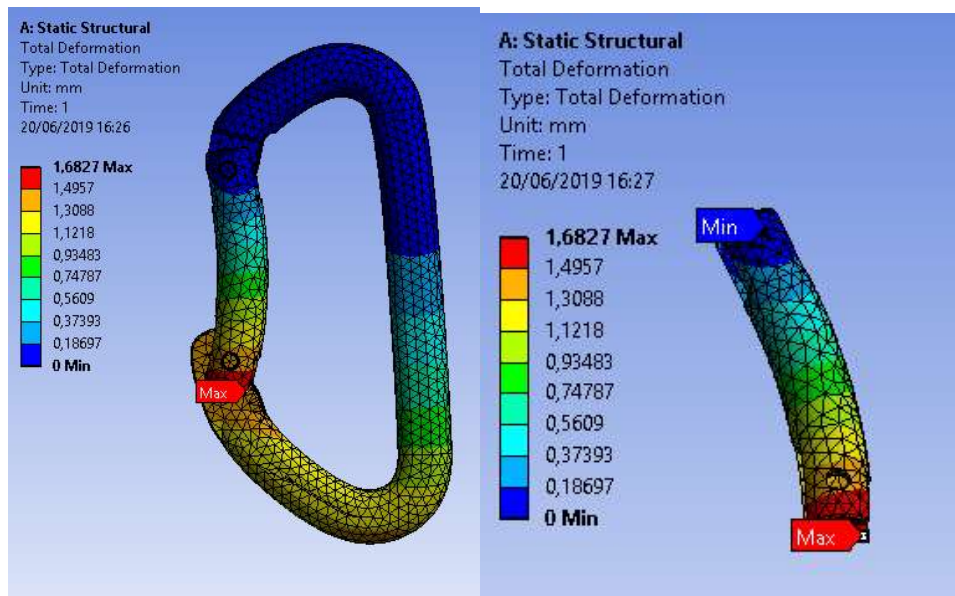 A: Static Structural
Total Deformation
Type: Total Deformation
Unit: mm
Time: 1
20/06/2019 16:26
1,6827 Max
1,4957
1,3088
1,1218
0,93483
0,74787
0,5609
0,37393
0,18697
0 Min
Max
A: Static Structural
Total Deformation
Type: Total Deformation
Unit: mm
Time: 1
20/06/2019 16:27
1,6827 Max
1,4957
1,3088
1,1218
0,93483
0,74787
0,5609
0,37393
0,18697
0 Min
Min
Max